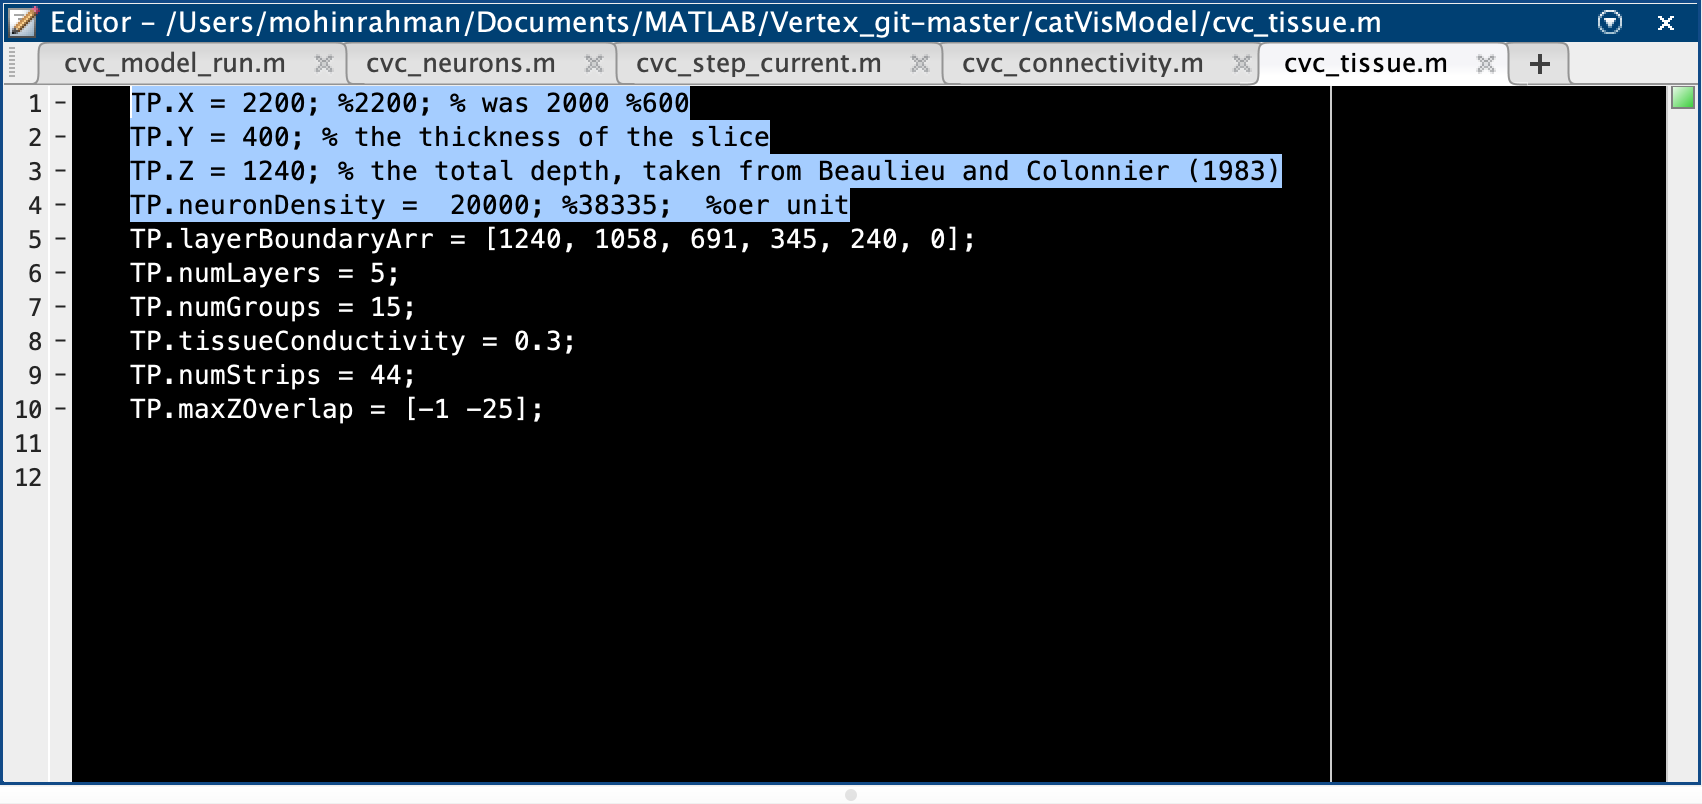 Editor – /Users/mohinrahman/Documents/MATLAB/Vertex_git-master/catVisModel/cvc_tissue.m
cvc_model_run.m cvc_neurons.m cvc_step_current.m cvc_connectivity.m cvc_tissue.m +
1 – TP.X = 2200; %2200; % was 2000 %600
2 – TP.Y = 400; % the thickness of the slice
3 – TP.Z = 1240; % the total depth, taken from Beaulieu and Colonnier (1983)
4 – TP.neuronDensity =  20000; %38335;  %oer unit
5 – TP.layerBoundaryArr = [1240, 1058, 691, 345, 240, 0];
6 – TP.numLayers = 5;
7 – TP.numGroups = 15;
8 – TP.tissueConductivity = 0.3;
9 – TP.numStrips = 44;
10 – TP.maxZOverlap = [-1 -25];
11
12